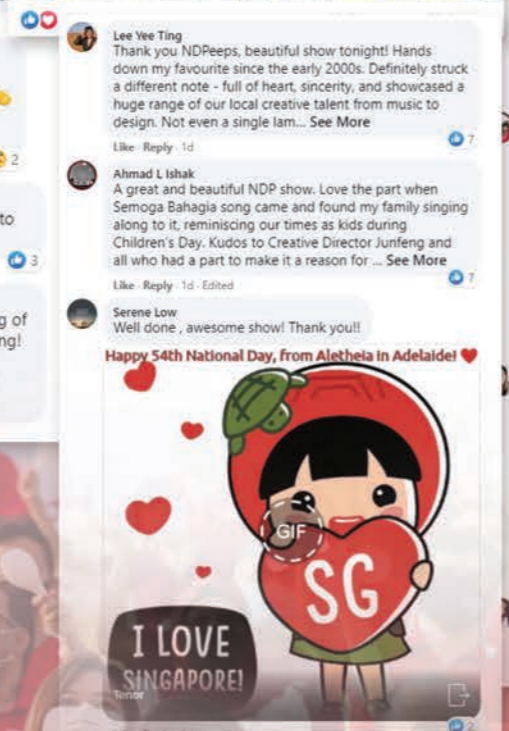 Lee Yee Ting
Thank you NDPeeps, beautiful show tonight! Hands
down my favourite since the early 2000s. Definitely struck
a different note - full of heart, sincerity, and showcased a
huge range of our local creative talent from music to
design. Not even a single lam... See More
Like · Reply · 1d
7
2
Ahmad L Ishak
A great and beautiful NDP show. Love the part when
Semoga Bahagia song came and found my family singing
along to it, reminiscing our times as kids during
Children's Day. Kudos to Creative Director Junfeng and
all who had a part to make it a reason for ... See More
to
3
Like · Reply · 1d · Edited
7
Serene Low
Well done , awesome show! Thank you!!
g of
ng!
Happy 54th National Day, from Aletheia in Adelaide!
GIF
SG
I LOVE
SINGAPORE!
Tenor
2